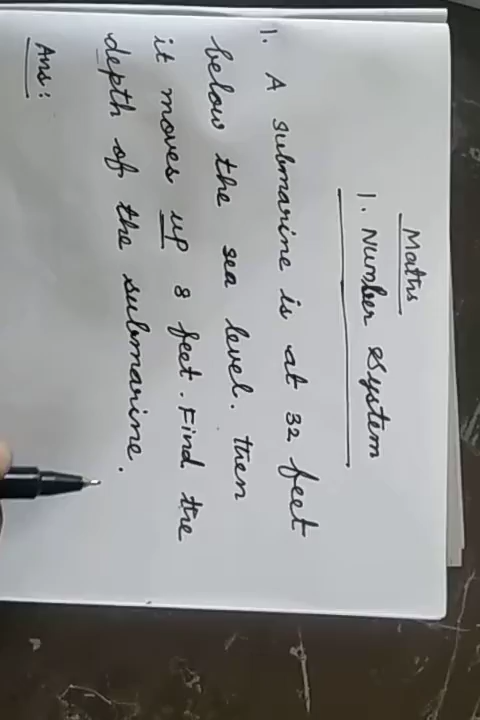 Maths
1. Number System
1. A submarine is at 32 feet
below the sea level. then
it moves up 8 feet. Find the
depth of the submarine.
Ans: